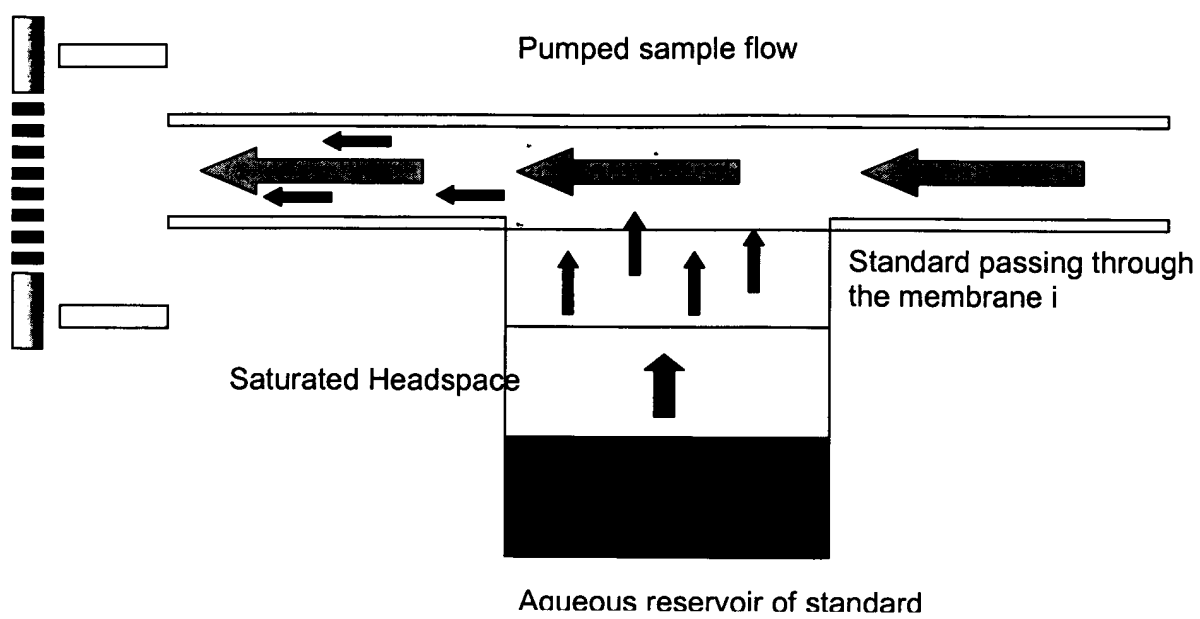 Pumped sample flow
Standard passing through
the membrane i
Saturated Headspace
Aqueous reservoir of standard